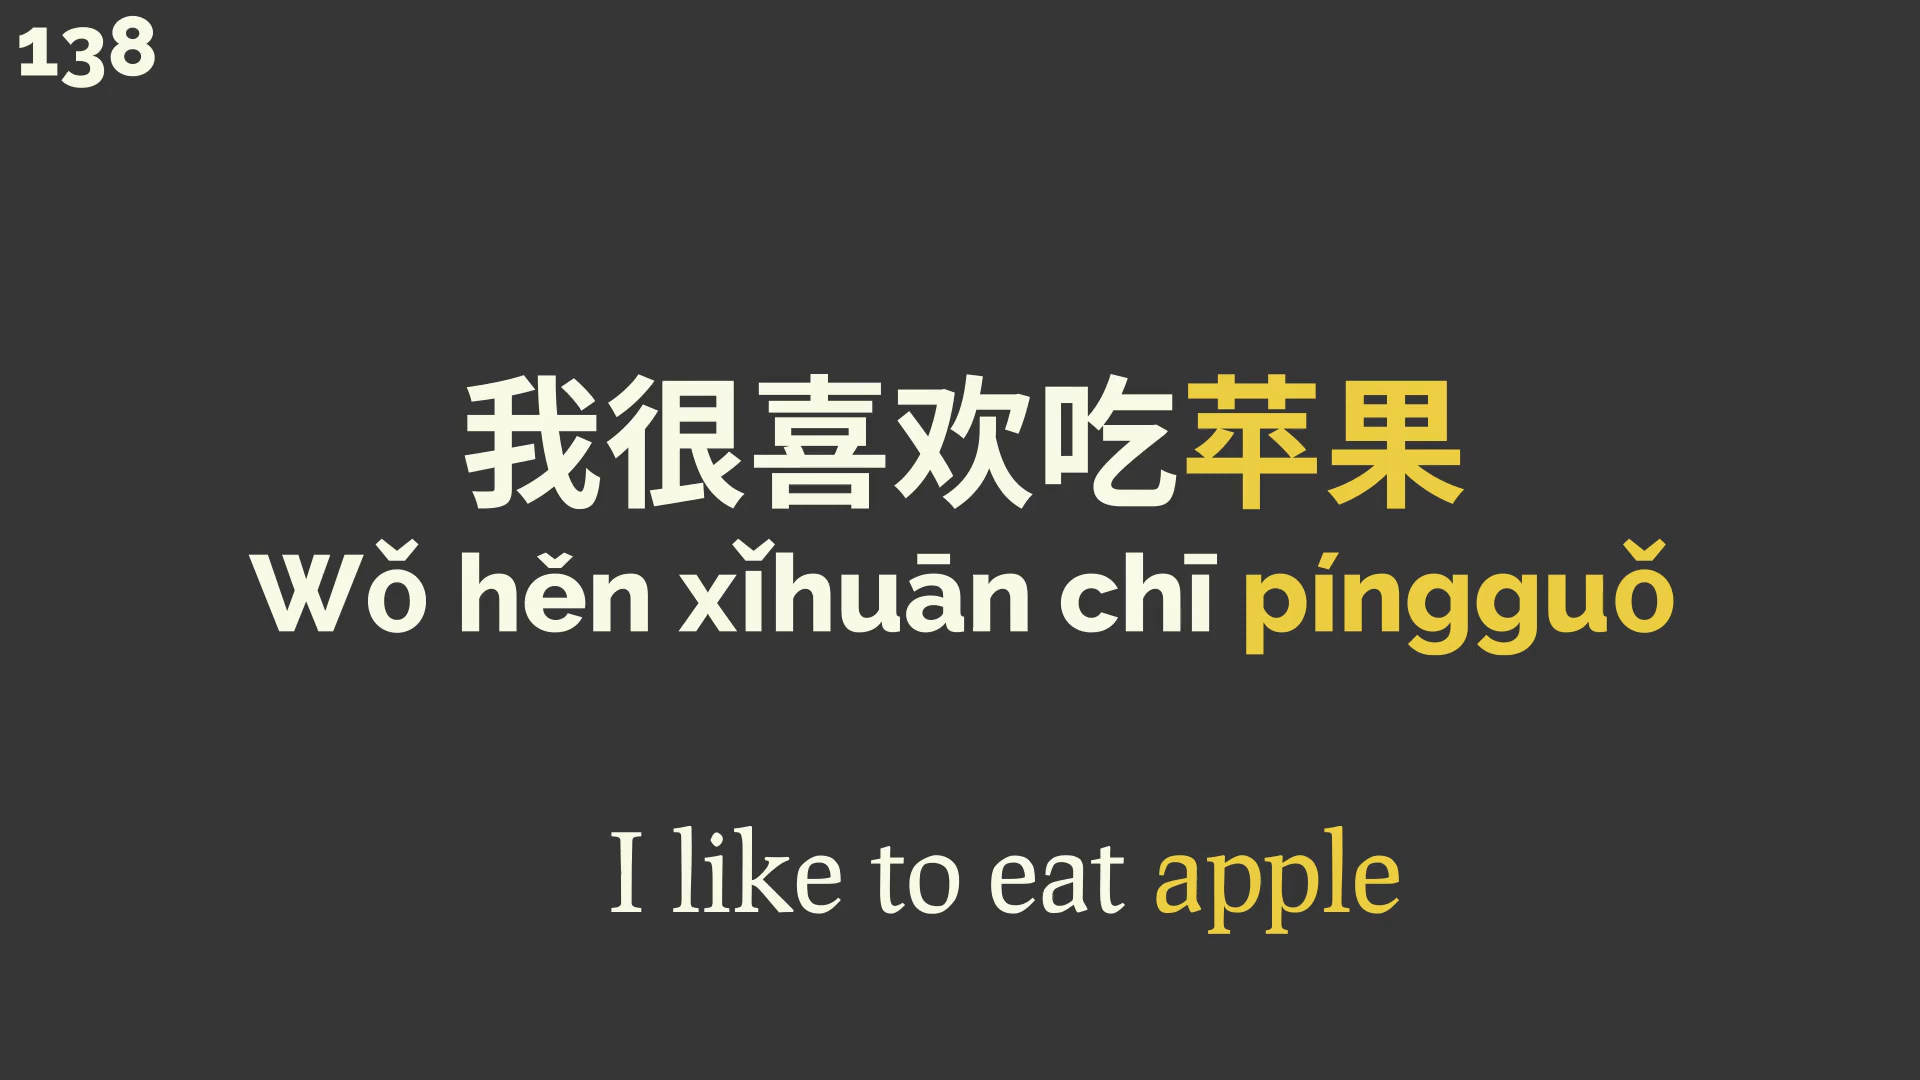 138
我很喜欢吃苹果
Wǒ hěn xǐhuān chī píngguǒ
I like to eat apple